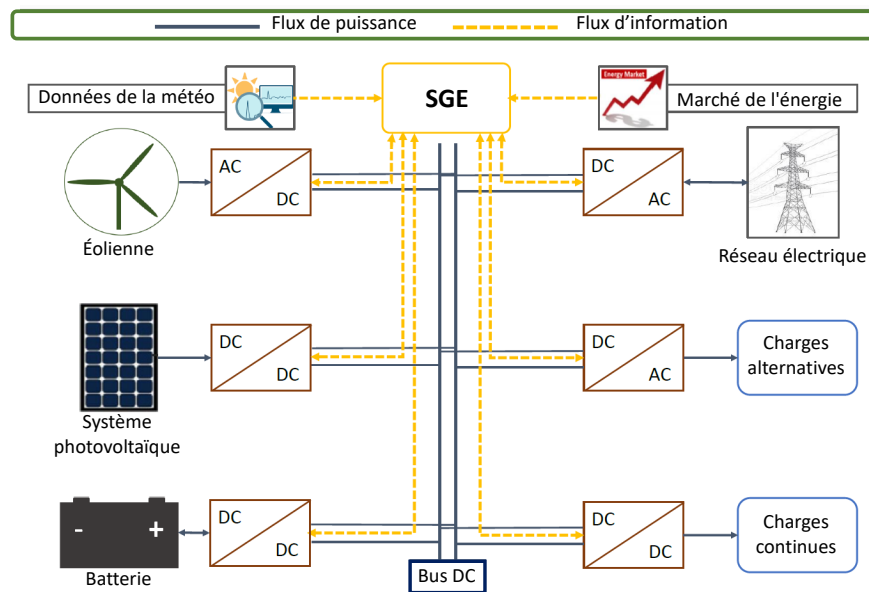 Flux de puissance
Flux d'information
Données de la météo
SGE
Energy Market
Marché de l'énergie
AC
DC
DC
AC
Éolienne
Réseau électrique
DC
DC
DC
AC
Charges
alternatives
Système
photovoltaïque
- +
DC
DC
DC
DC
Charges
continues
Batterie
Bus DC